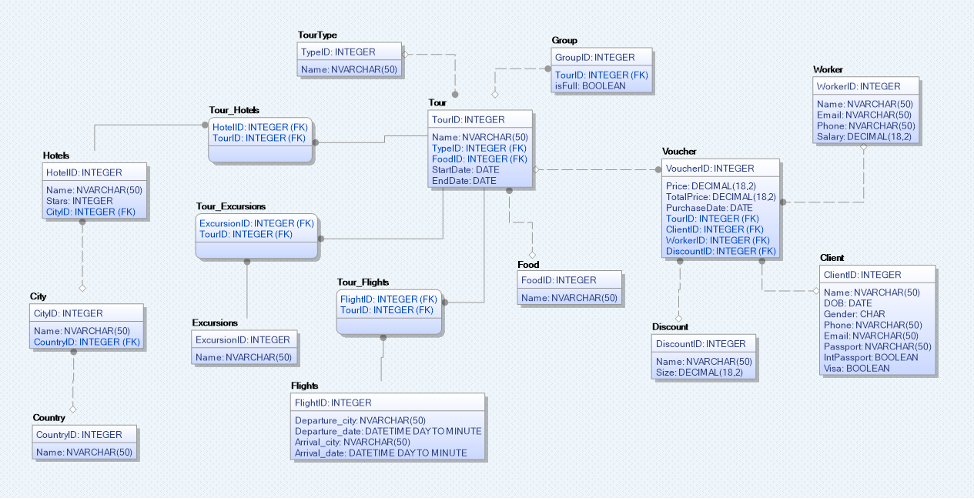 TourType
TypeID: INTEGER
Name: NVARCHAR(50)
Group
GroupID: INTEGER
TourID: INTEGER (FK)
isFull: BOOLEAN
Worker
WorkerID: INTEGER
Name: NVARCHAR(50)
Email: NVARCHAR(50)
Phone: NVARCHAR(50)
Salary: DECIMAL(18,2)
Tour_Hotels
HotelID: INTEGER (FK)
TourID: INTEGER (FK)
Tour
TourID: INTEGER
Name: NVARCHAR(50)
TypeID: INTEGER (FK)
FoodID: INTEGER (FK)
StartDate: DATE
EndDate: DATE
Hotels
HotelID: INTEGER
Name: NVARCHAR(50)
Stars: INTEGER
CityID: INTEGER (FK)
Voucher
VoucherID: INTEGER
Price: DECIMAL(18,2)
TotalPrice: DECIMAL(18,2)
PurchaseDate: DATE
TourID: INTEGER (FK)
ClientID: INTEGER (FK)
WorkerID: INTEGER (FK)
DiscountID: INTEGER (FK)
Tour_Excursions
ExcursionID: INTEGER (FK)
TourID: INTEGER (FK)
Food
FoodID: INTEGER
Name: NVARCHAR(50)
Client
ClientID: INTEGER
Name: NVARCHAR(50)
DOB: DATE
Gender: CHAR
Phone: NVARCHAR(50)
Email: NVARCHAR(50)
Passport: NVARCHAR(50)
IntPassport: BOOLEAN
Visa: BOOLEAN
Tour_Flights
FlightID: INTEGER (FK)
TourID: INTEGER (FK)
City
CityID: INTEGER
Name: NVARCHAR(50)
CountryID: INTEGER (FK)
Excursions
ExcursionID: INTEGER
Name: NVARCHAR(50)
Discount
DiscountID: INTEGER
Name: NVARCHAR(50)
Size: DECIMAL(18,2)
Flights
FlightID: INTEGER
Departure_city: NVARCHAR(50)
Departure_date: DATETIME DAY TO MINUTE
Arrival_city: NVARCHAR(50)
Arrival_date: DATETIME DAY TO MINUTE
Country
CountryID: INTEGER
Name: NVARCHAR(50)